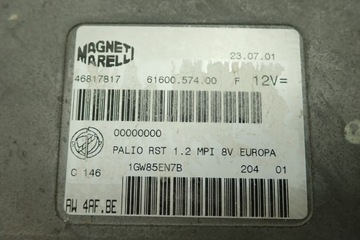 MAGNETI MARELLI
23.07.01
46817817 61600.574.00 F 12V=
00000000
PALIO RST 1.2 MPI 8V EUROPA
C 146 1GW85EN7B 204 01
AW 4AF.BE